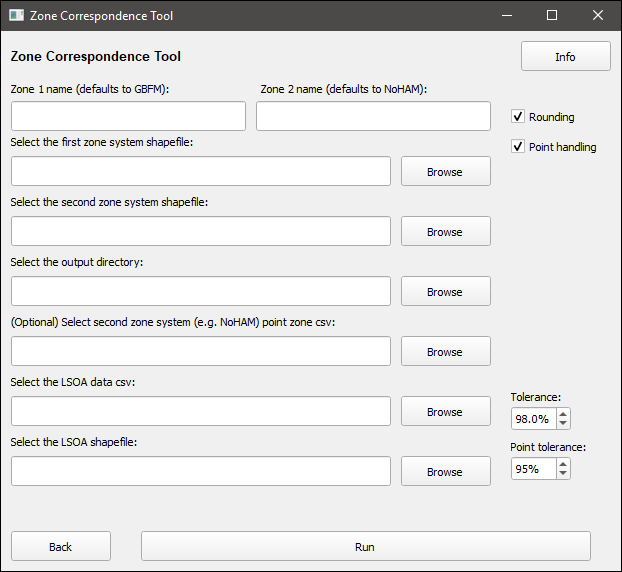 Zone Correspondence Tool
Zone Correspondence Tool
Info
Zone 1 name (defaults to GBFM):
Zone 2 name (defaults to NoHAM):
Rounding
Select the first zone system shapefile:
Point handling
Browse
Select the second zone system shapefile:
Browse
Select the output directory:
Browse
(Optional) Select second zone system (e.g. NoHAM) point zone csv:
Browse
Select the LSOA data csv:
Tolerance:
Browse
98.0%
Select the LSOA shapefile:
Point tolerance:
Browse
95%
Back
Run